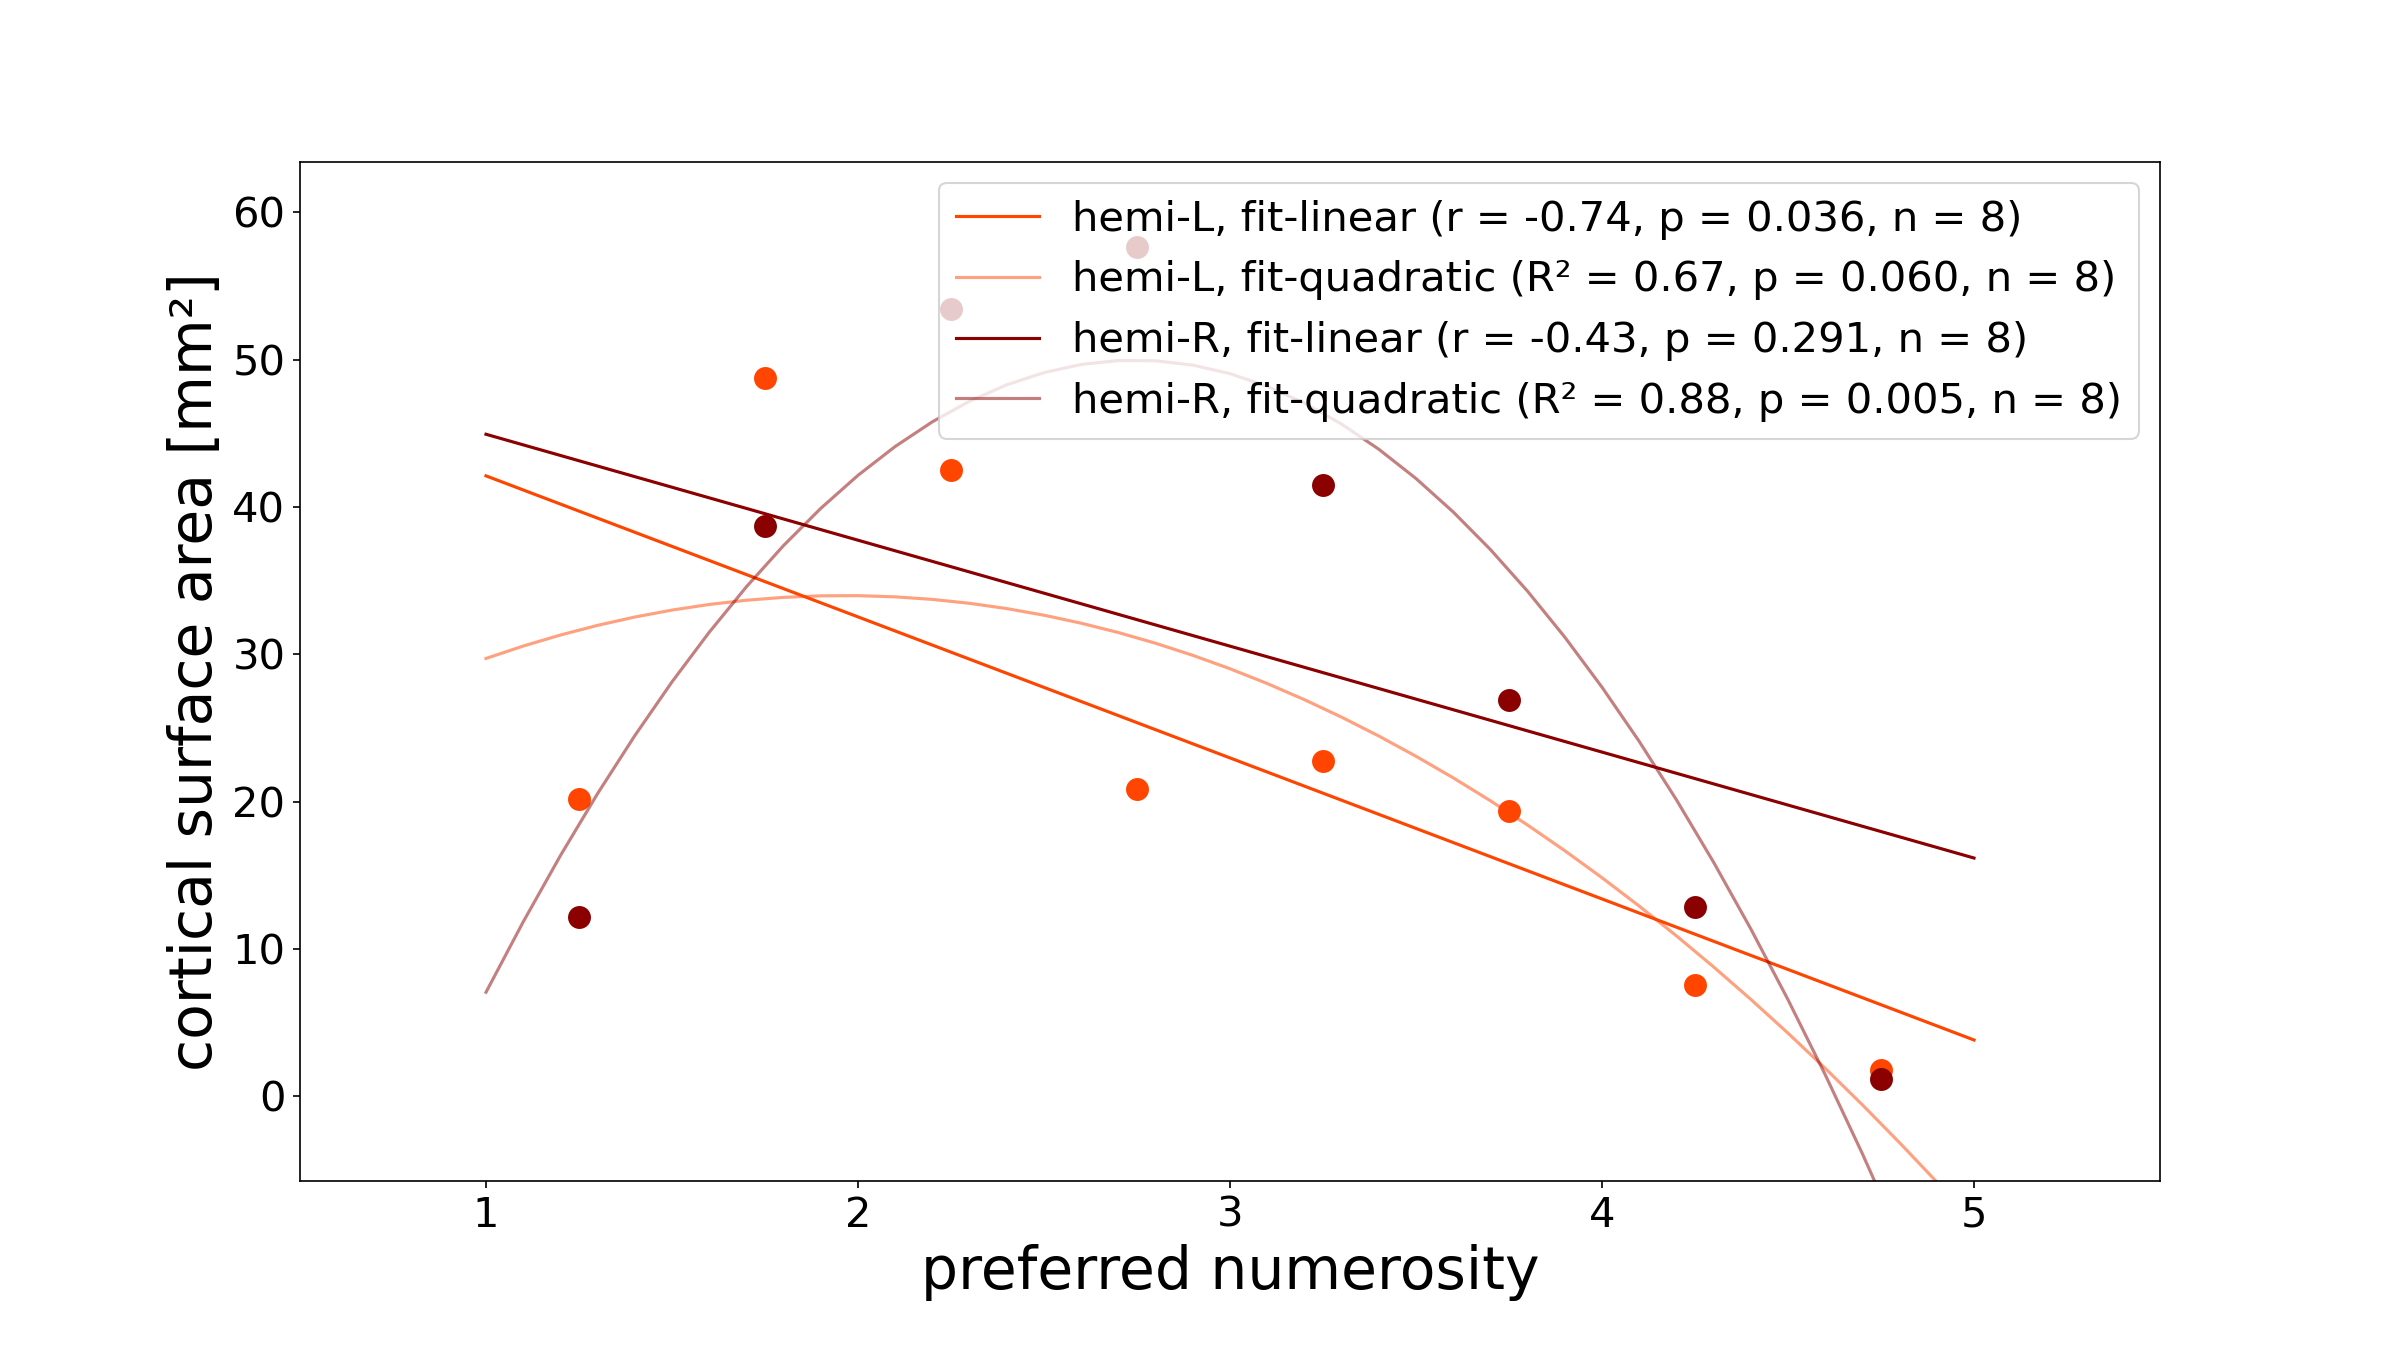 hemi-L, fit-linear (r = -0.74, p = 0.036, n = 8)
hemi-L, fit-quadratic (R² = 0.67, p = 0.060, n = 8)
hemi-R, fit-linear (r = -0.43, p = 0.291, n = 8)
hemi-R, fit-quadratic (R² = 0.88, p = 0.005, n = 8)
cortical surface area [mm²]
60
50
40
30
20
10
0
1 2 3 4 5
preferred numerosity